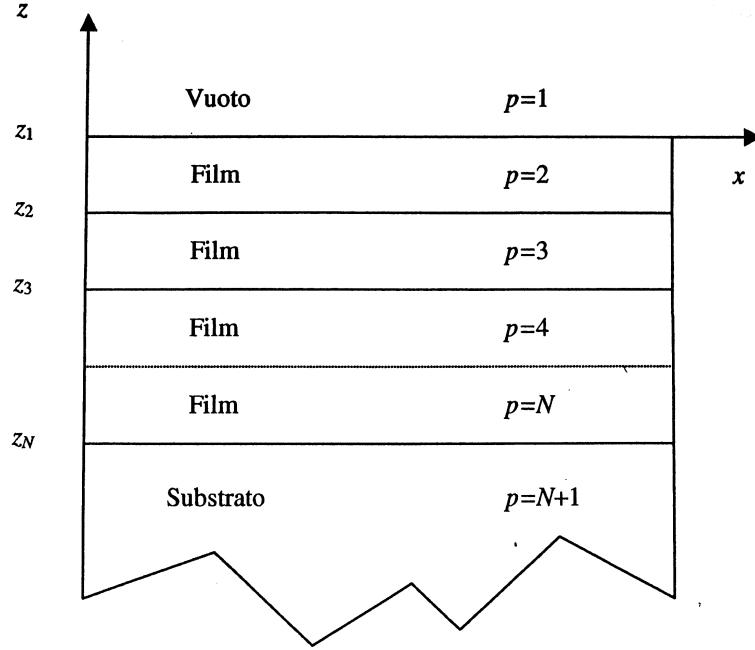 z
Vuoto p=1
z1
x
Film p=2
z2
Film p=3
z3
Film p=4
Film p=N
zN
Substrato p=N+1